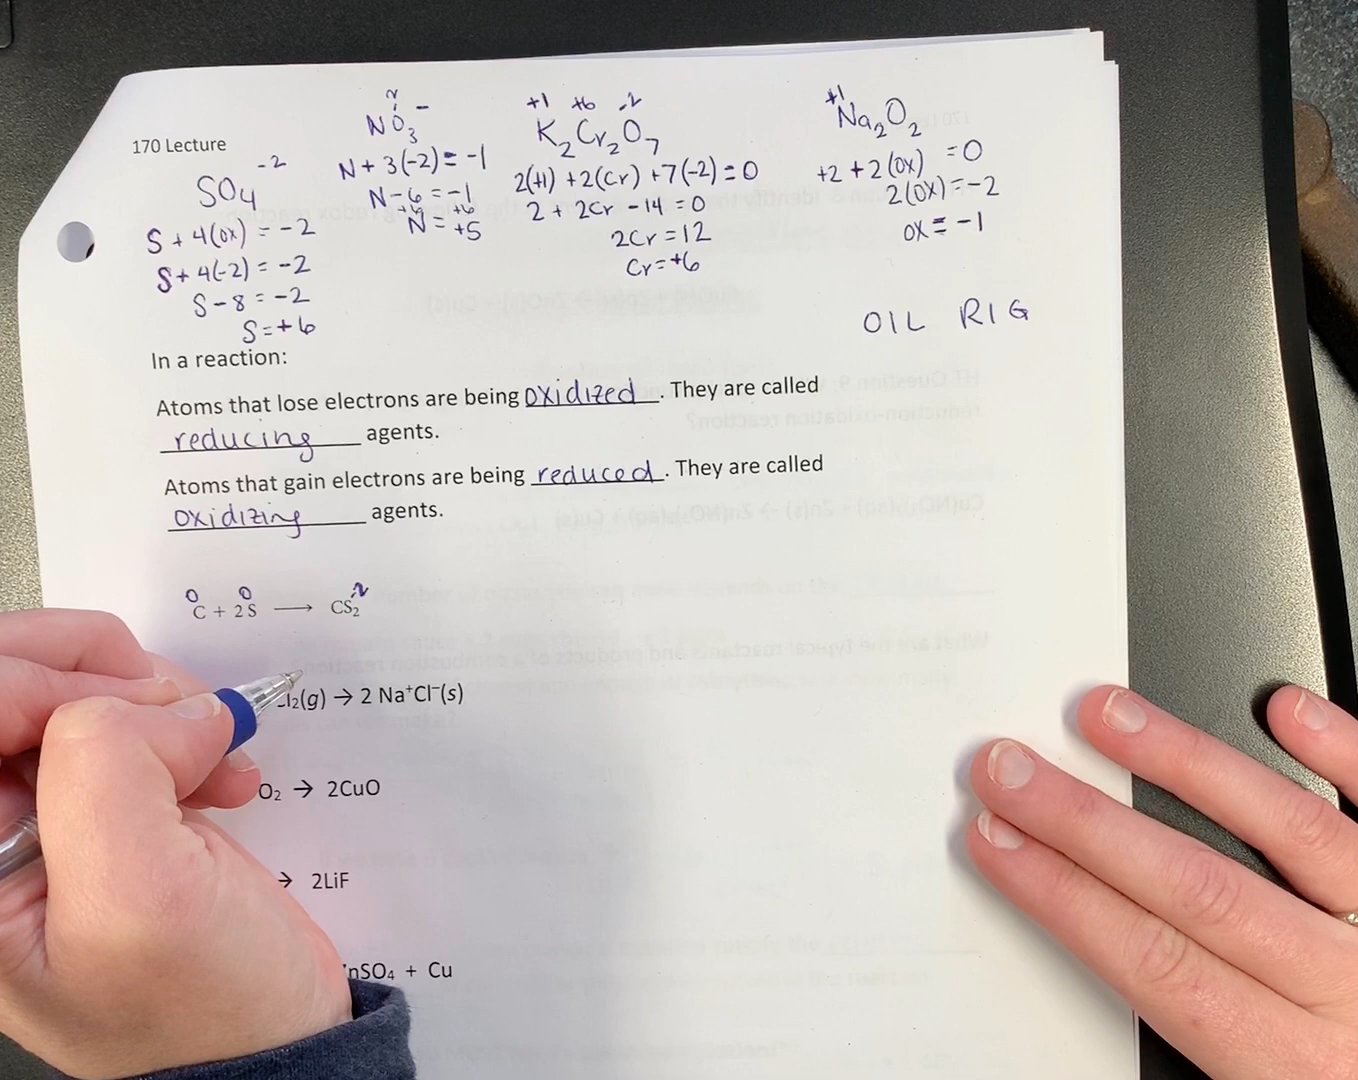 170 Lecture
SO4 -2
S + 4(ox) = -2
S + 4(-2) = -2
S - 8 = -2
S = +6
-2
NO3 -
N + 3(-2) = -1
N - 6 = -1
+6 +6
N = +5
+1 +6 -2
K2Cr2O7
2(+1) + 2(Cr) + 7(-2) = 0
2 + 2Cr - 14 = 0
2Cr = 12
Cr = +6
+1
Na2O2
+2 + 2(ox) = 0
2(ox) = -2
ox = -1
OIL RIG
In a reaction:
Atoms that lose electrons are being oxidized. They are called
reducing agents.
Atoms that gain electrons are being reduced. They are called
oxidizing agents.
0 0 -2
C + 2S ⟶ CS2
l2(g) → 2 Na+Cl−(s)
O2 → 2CuO
→ 2LiF
nSO4 + Cu